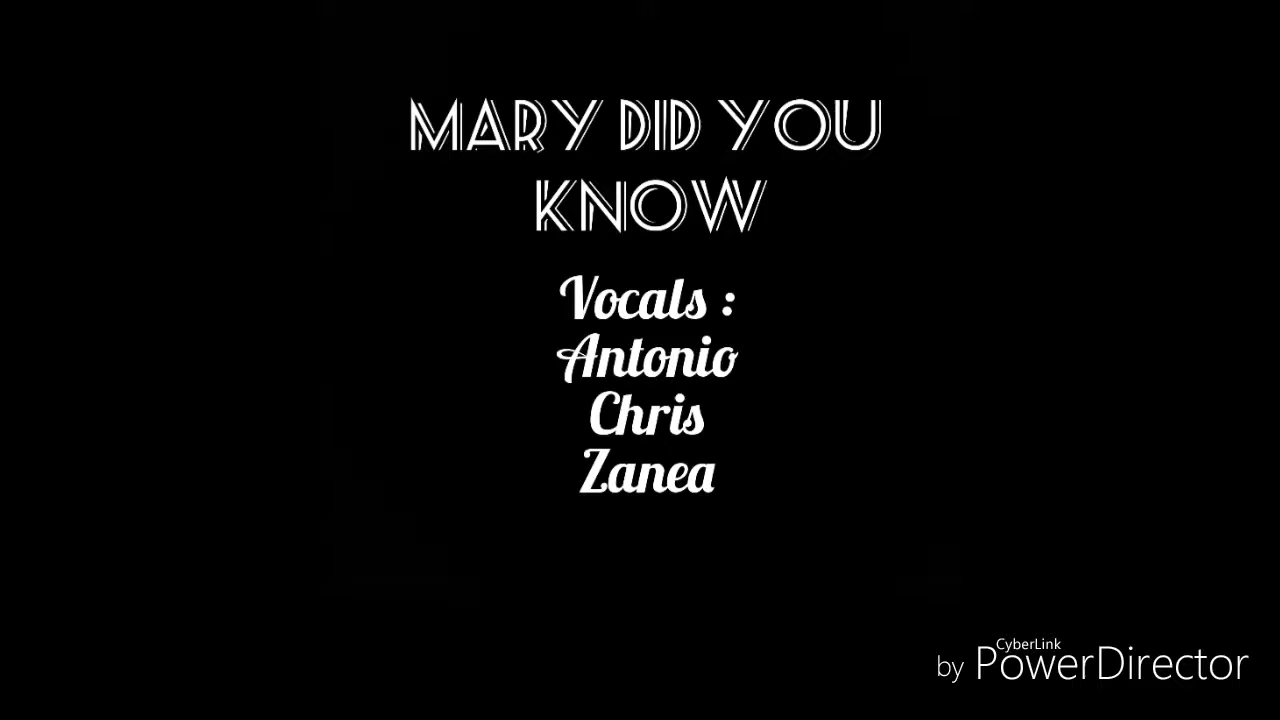 MARY DID YOU
KNOW
Vocals :
Antonio
Chris
Zanea
CyberLink
by PowerDirector